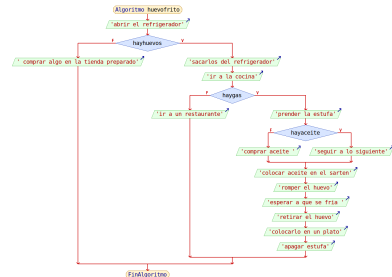 Algoritmo huevofrito
'abrir el refrigerador'
hayhuevos
F
V
' comprar algo en la tienda preparado'
'sacarlos del refrigerador'
'ir a la cocina'
haygas
F
V
'ir a un restaurante'
'prender la estufa'
hayaceite
F
V
'comprar aceite '
'seguir a lo siguiente'
'colocar aceite en el sarten'
'romper el huevo'
'esperar a que se fria '
'retirar el huevo'
'colocarlo en un plato'
'apagar estufa'
FinAlgoritmo